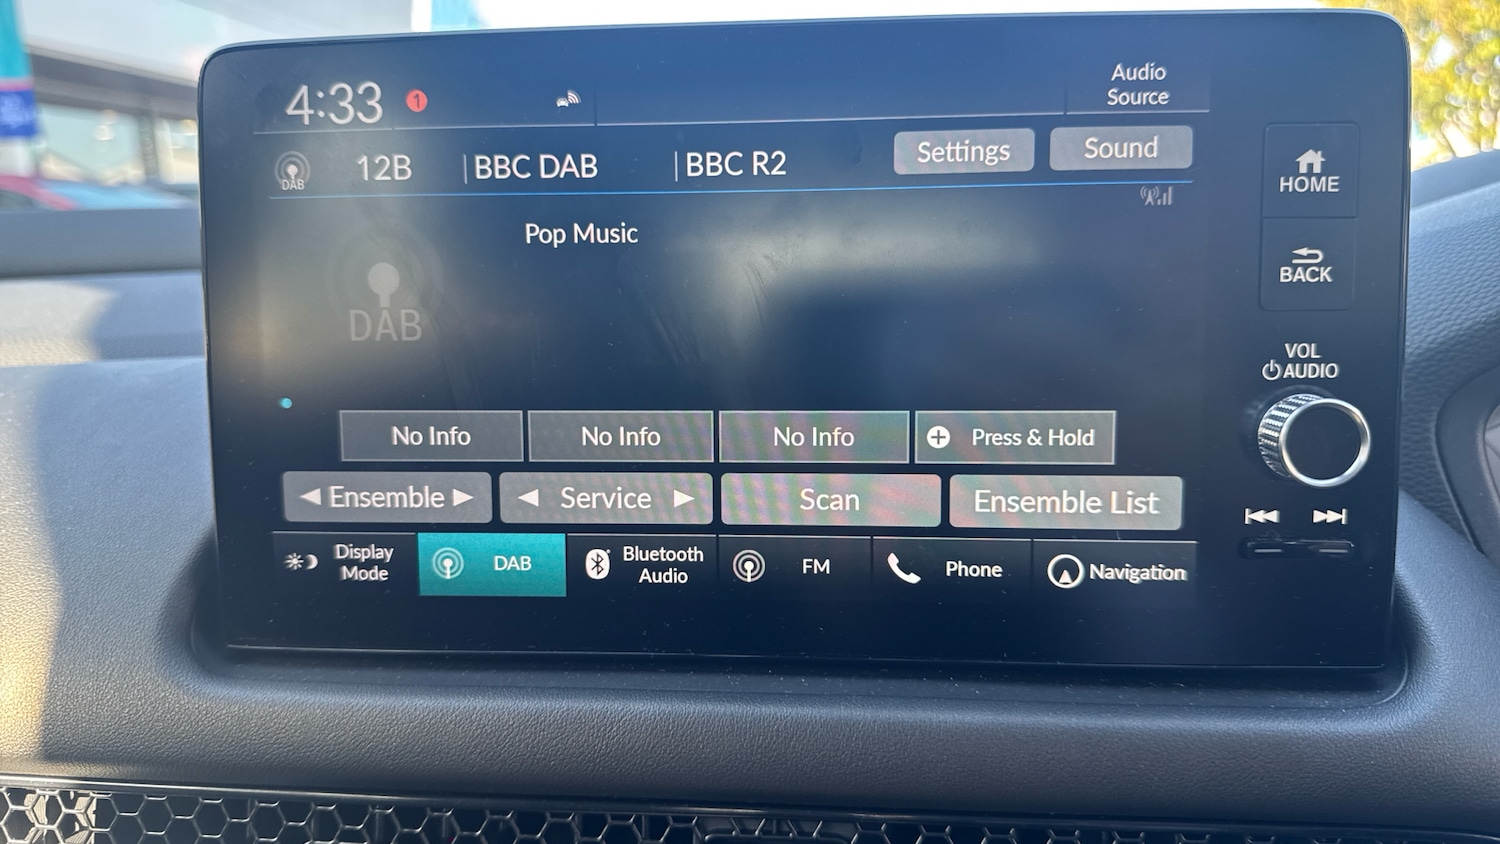 4:33 1
Audio
Source
DAB 12B BBC DAB BBC R2 Settings Sound
Pop Music
DAB
No Info No Info No Info Press & Hold
Ensemble Service Scan Ensemble List
Display
Mode
DAB
Bluetooth
Audio
FM
Phone
Navigation
HOME
BACK
VOL
AUDIO